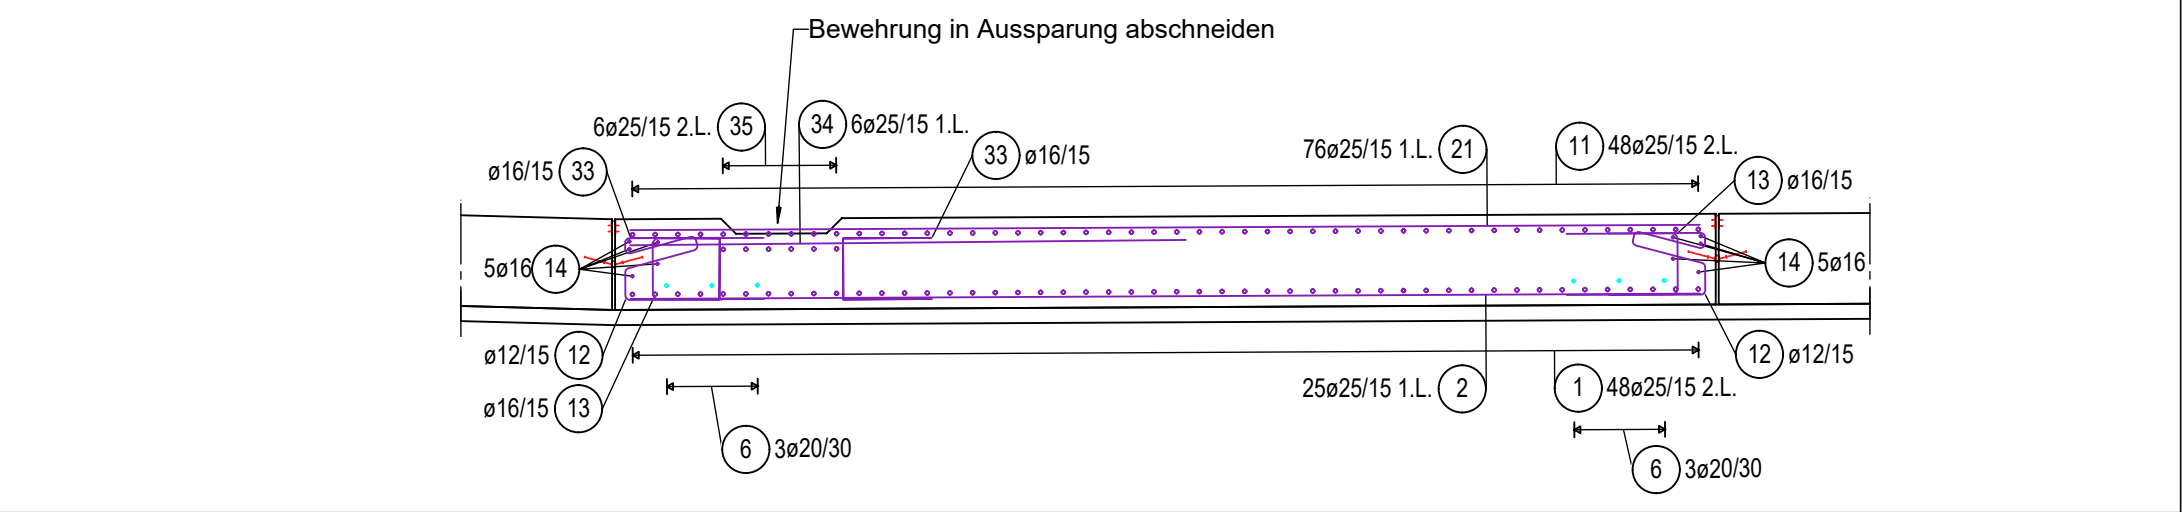 Bewehrung in Aussparung abschneiden
6ø25/15 2.L. 35
34 6ø25/15 1.L.
ø16/15 33
33 ø16/15
76ø25/15 1.L. 21
11 48ø25/15 2.L.
13 ø16/15
5ø16 14
14 5ø16
ø12/15 12
12 ø12/15
ø16/15 13
25ø25/15 1.L. 2
1 48ø25/15 2.L.
6 3ø20/30
6 3ø20/30